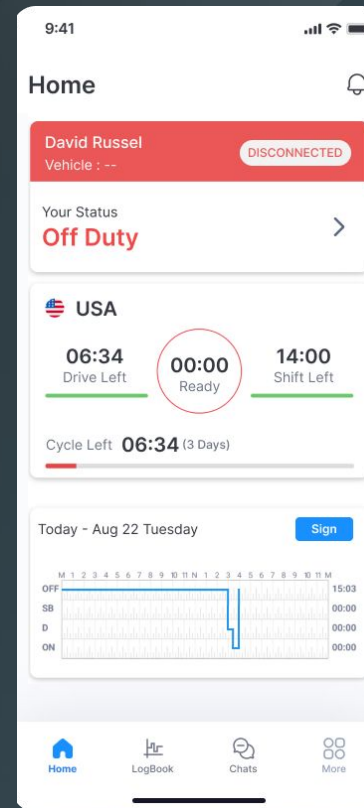 9:41
Home
David Russel
Vehicle : --
DISCONNECTED
Your Status
Off Duty
USA
06:34
Drive Left
00:00
Ready
14:00
Shift Left
Cycle Left 06:34 (3 Days)
Today - Aug 22 Tuesday
Sign
M 1 2 3 4 5 6 7 8 9 10 11 N 1 2 3 4 5 6 7 8 9 10 11 M
OFF 15:03
SB 00:00
D 00:00
ON 00:00
Home LogBook Chats More